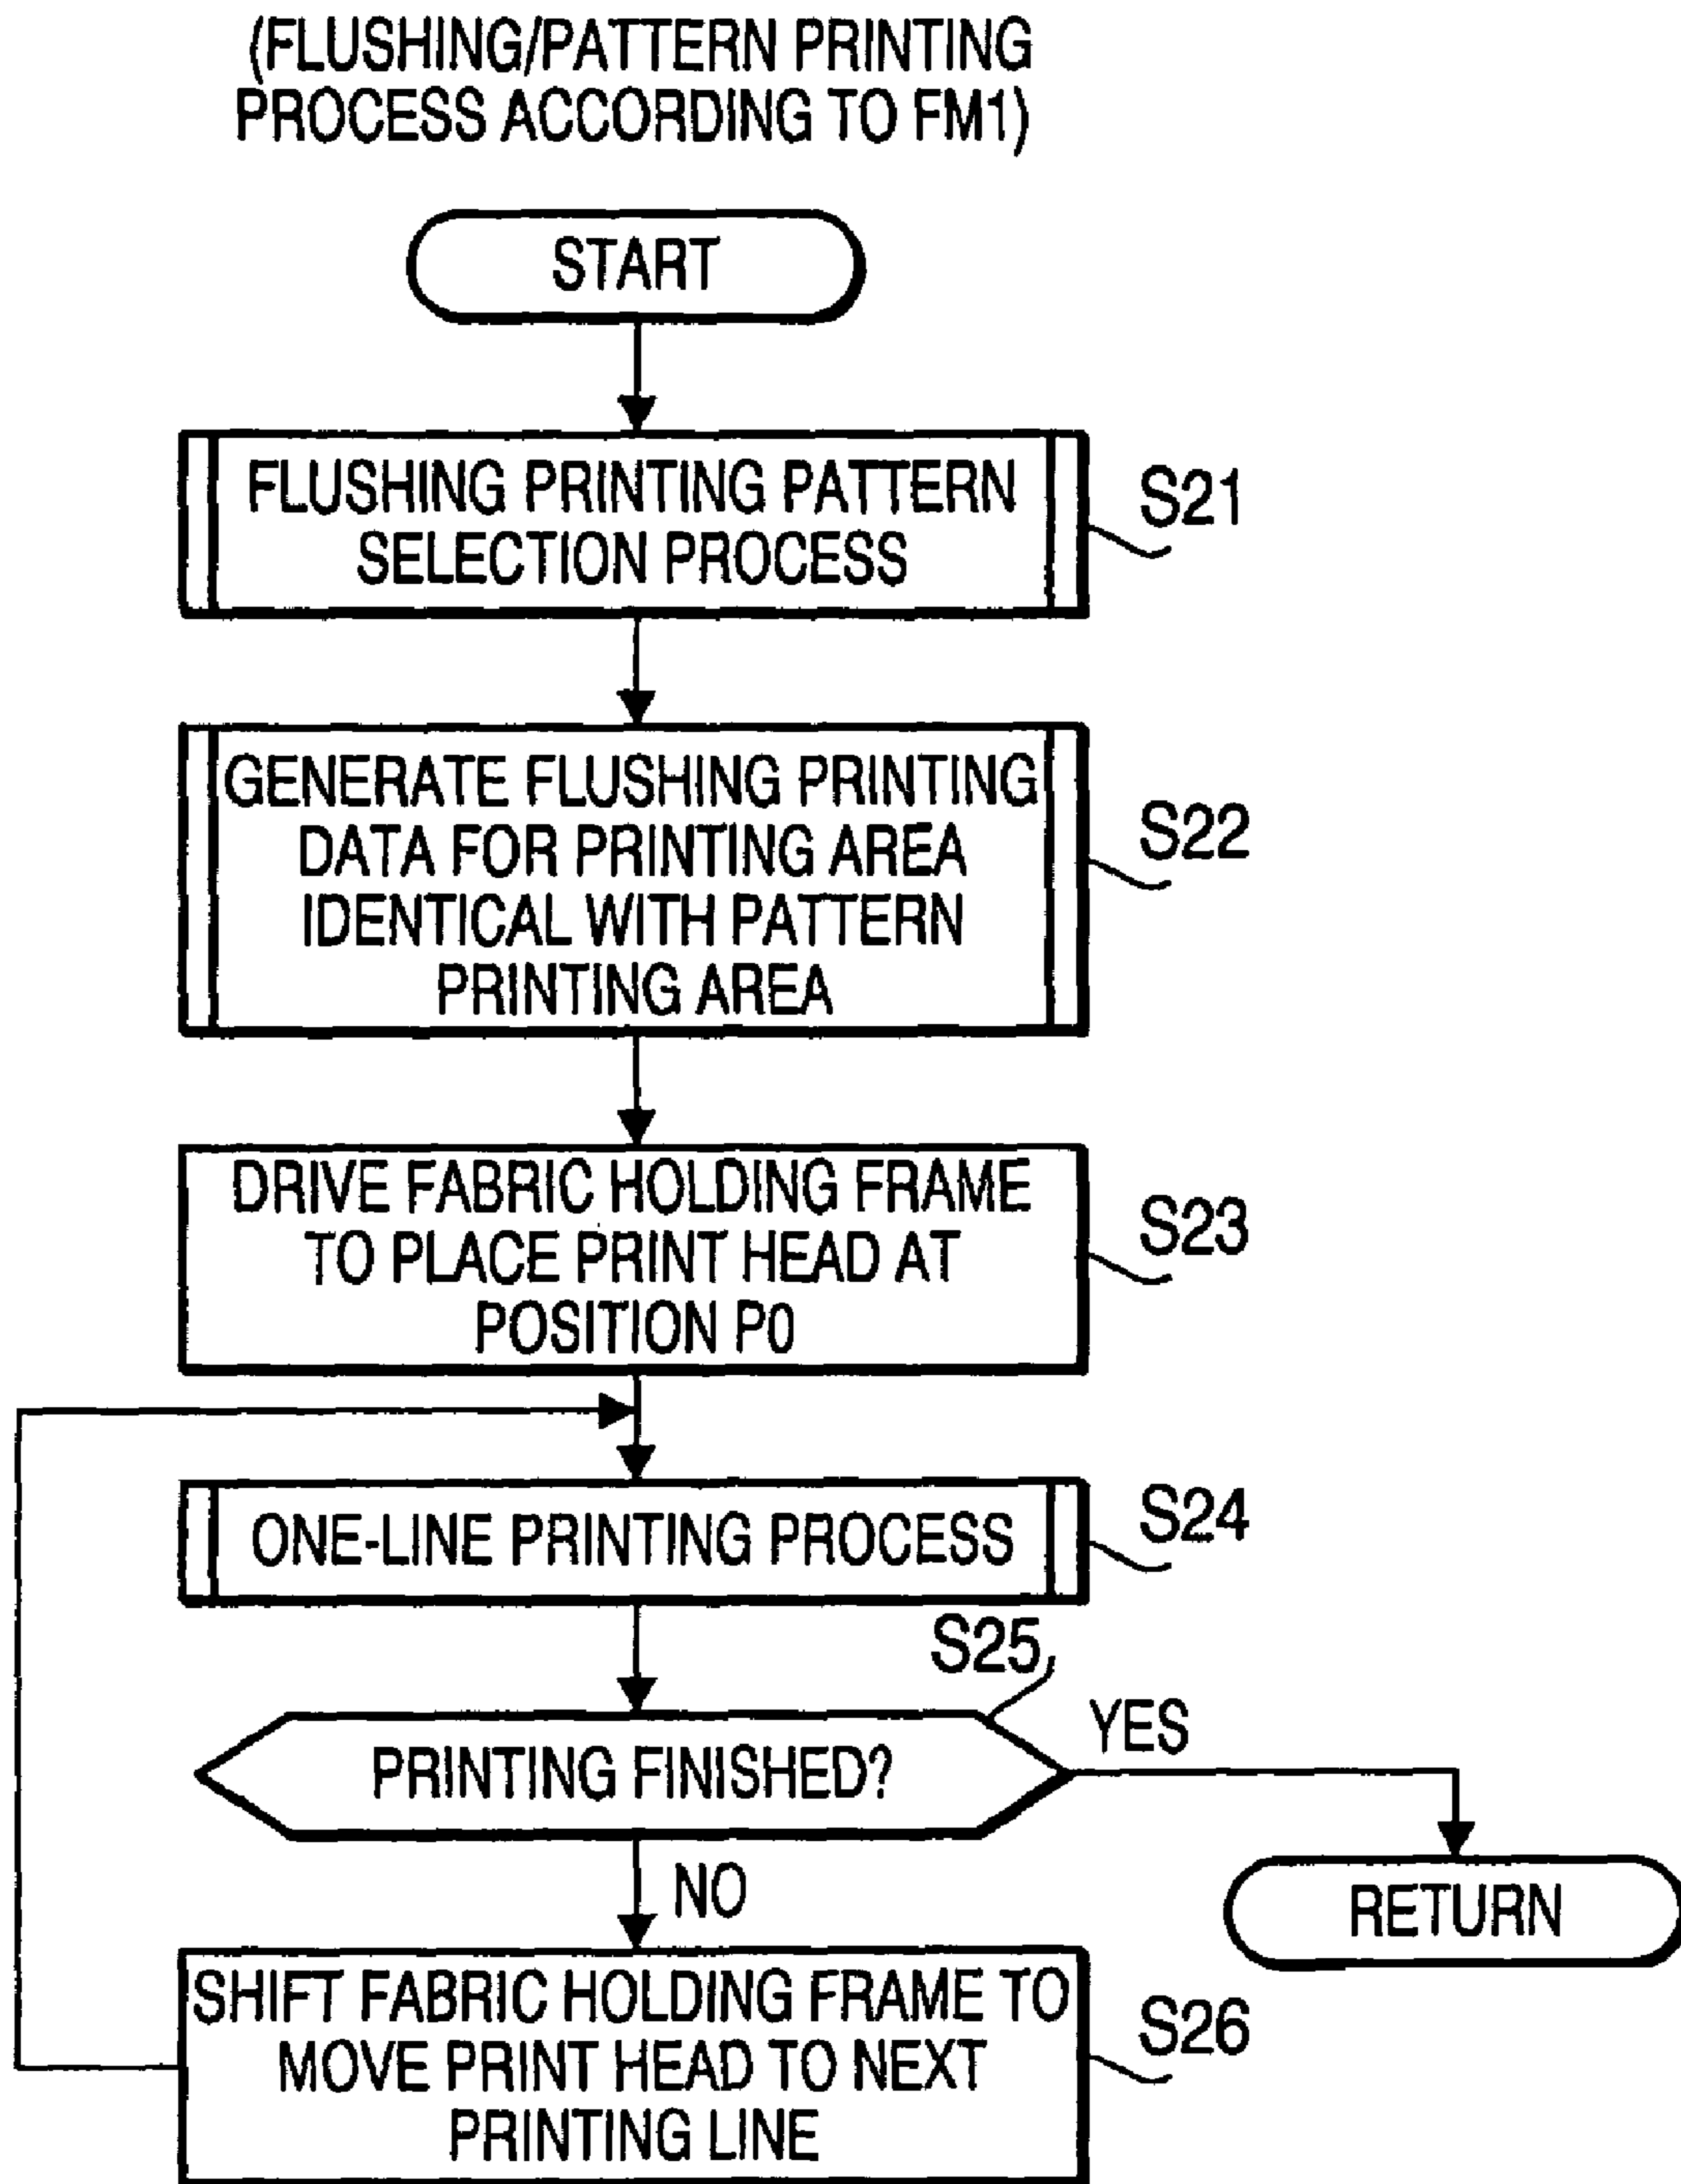 (FLUSHING/PATTERN PRINTING
PROCESS ACCORDING TO FM1)
START
FLUSHING PRINTING PATTERN
SELECTION PROCESS
S21
GENERATE FLUSHING PRINTING
DATA FOR PRINTING AREA
IDENTICAL WITH PATTERN
PRINTING AREA
S22
DRIVE FABRIC HOLDING FRAME
TO PLACE PRINT HEAD AT
POSITION P0
S23
ONE-LINE PRINTING PROCESS
S24
S25
PRINTING FINISHED?
YES
NO
RETURN
SHIFT FABRIC HOLDING FRAME TO
MOVE PRINT HEAD TO NEXT
PRINTING LINE
S26